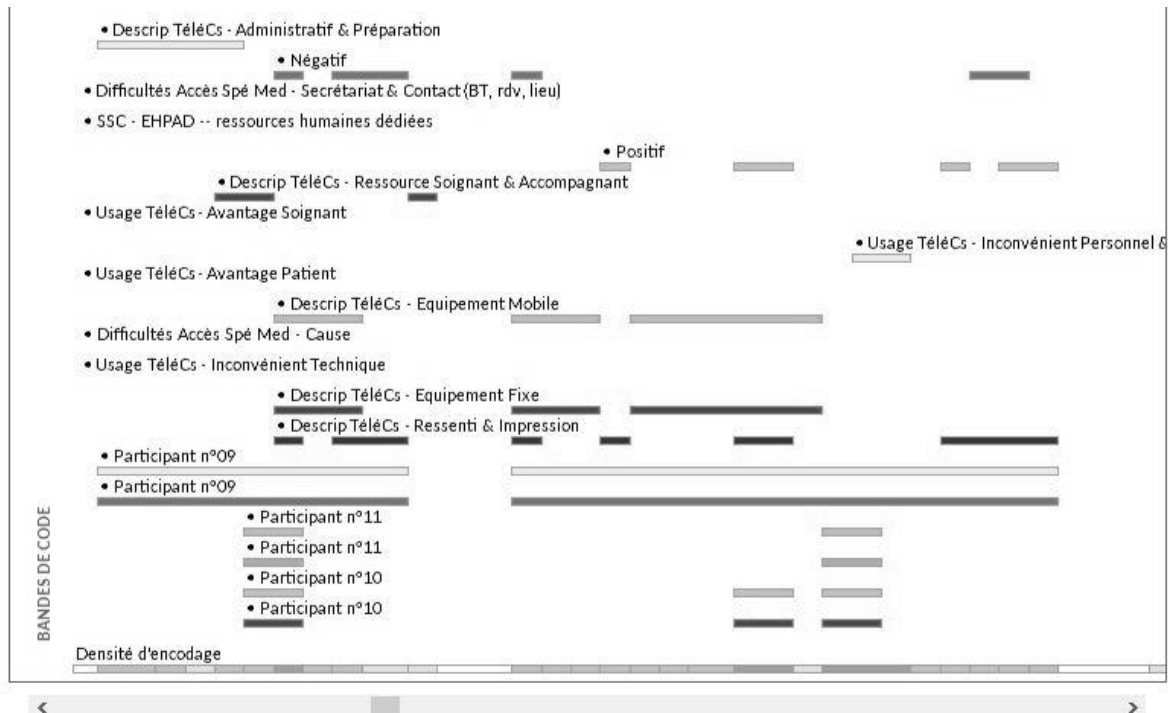 • Descrip TéléCs - Administratif & Préparation
• Négatif
• Difficultés Accès Spé Med - Secrétariat & Contact (BT, rdv, lieu)
• SSC - EHPAD -- ressources humaines dédiées
• Positif
• Descrip TéléCs - Ressource Soignant & Accompagnant
• Usage TéléCs - Avantage Soignant
• Usage TéléCs - Inconvénient Personnel &
• Usage TéléCs - Avantage Patient
• Descrip TéléCs - Equipement Mobile
• Difficultés Accès Spé Med - Cause
• Usage TéléCs - Inconvénient Technique
• Descrip TéléCs - Equipement Fixe
• Descrip TéléCs - Ressenti & Impression
• Participant n°09
• Participant n°09
• Participant n°11
• Participant n°11
• Participant n°10
• Participant n°10
BANDES DE CODE
Densité d'encodage